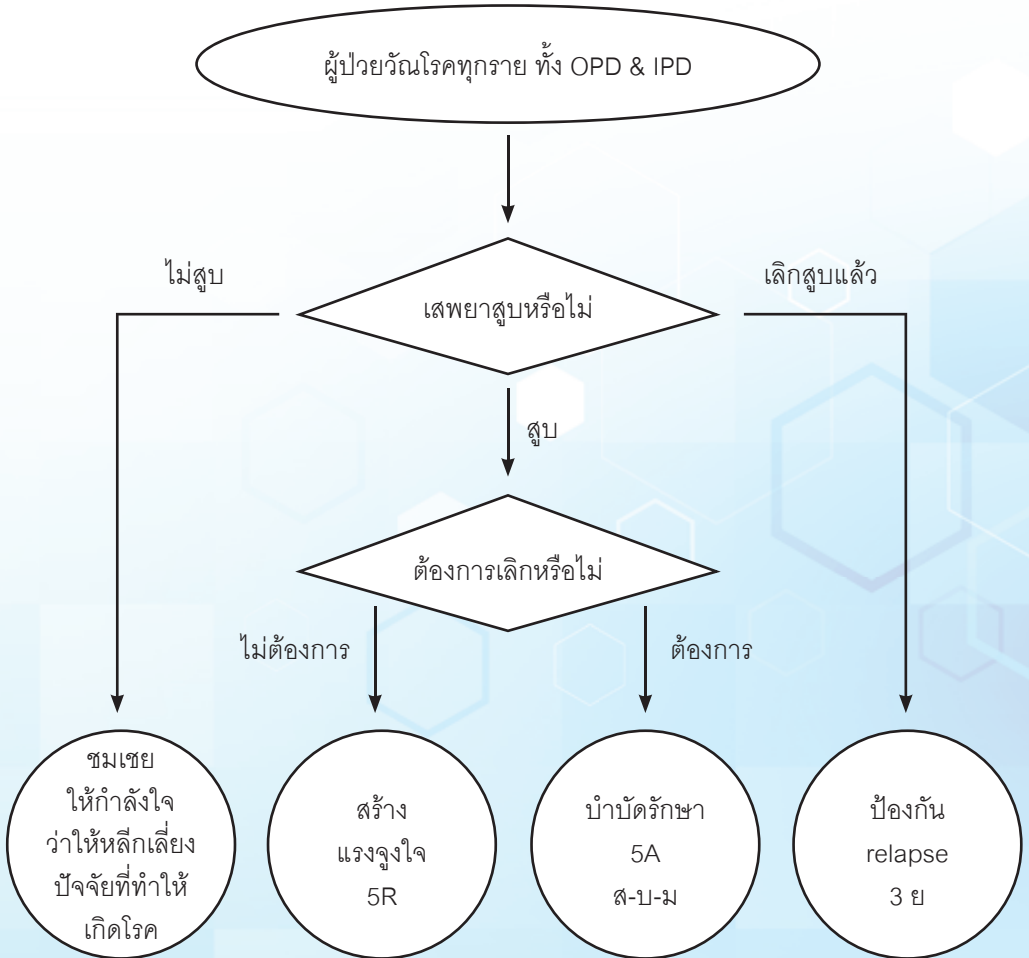 ผู้ป่วยวัณโรคทุกราย ทั้ง OPD & IPD
ไม่สูบ
เลิกสูบแล้ว
เสพยาสูบหรือไม่
สูบ
ต้องการเลิกหรือไม่
ไม่ต้องการ
ต้องการ
ชมเชย
ให้กำลังใจ
ว่าให้หลีกเลี่ยง
ปัจจัยที่ทำให้
เกิดโรค
สร้าง
แรงจูงใจ
5R
บำบัดรักษา
5A
ส-บ-ม
ป้องกัน
relapse
3 ย